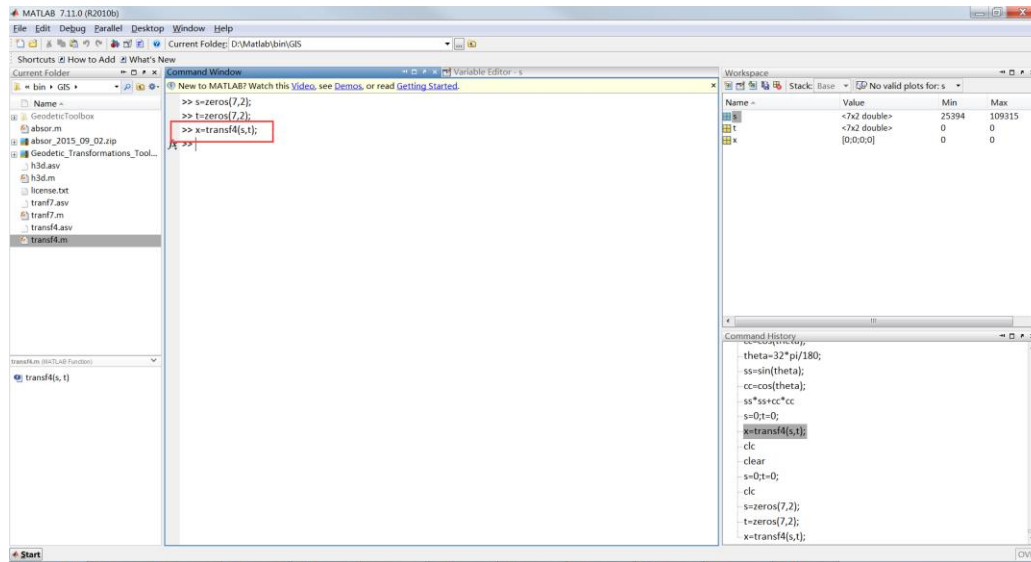 MATLAB 7.11.0 (R2010b)
File Edit Debug Parallel Desktop Window Help
Current Folder: D:\Matlab\bin\GIS
Shortcuts How to Add What's New
Current Folder
« bin ▸ GIS ▸
Name
GeodeticToolbox
absor.m
absor_2015_09_02.zip
Geodetic_Transformations_Tool...
h3d.asv
h3d.m
license.txt
tranf7.asv
tranf7.m
transf4.asv
transf4.m
transf4.m (MATLAB Function)
transf4(s, t)
Start
Command Window
Variable Editor - s
New to MATLAB? Watch this Video, see Demos, or read Getting Started.
>> s=zeros(7,2);
>> t=zeros(7,2);
>> x=transf4(s,t);
fx >>
Workspace
Stack: Base No valid plots for: s
Name Value Min Max
s <7x2 double> 25394 109315
t <7x2 double> 0 0
x [0;0;0;0] 0 0
Command History
cc=cos(theta);
theta=32*pi/180;
ss=sin(theta);
cc=cos(theta);
ss*ss+cc*cc
s=0;t=0;
x=transf4(s,t);
clc
clear
s=0;t=0;
clc
s=zeros(7,2);
t=zeros(7,2);
x=transf4(s,t);